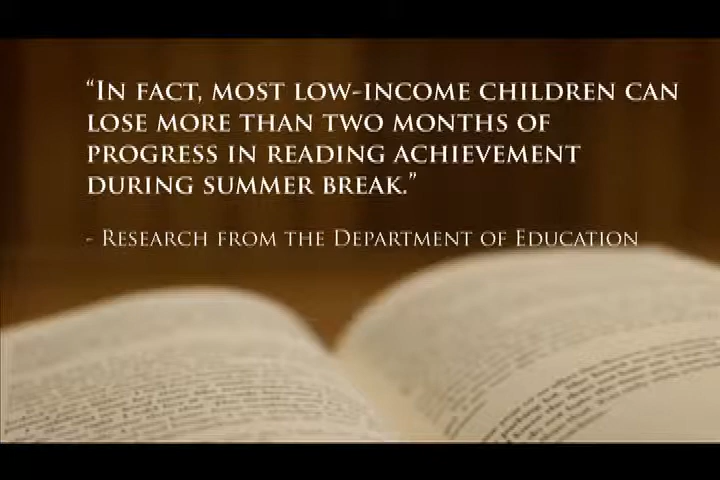 “In fact, most low-income children can
lose more than two months of
progress in reading achievement
during summer break.”
- Research from the Department of Education